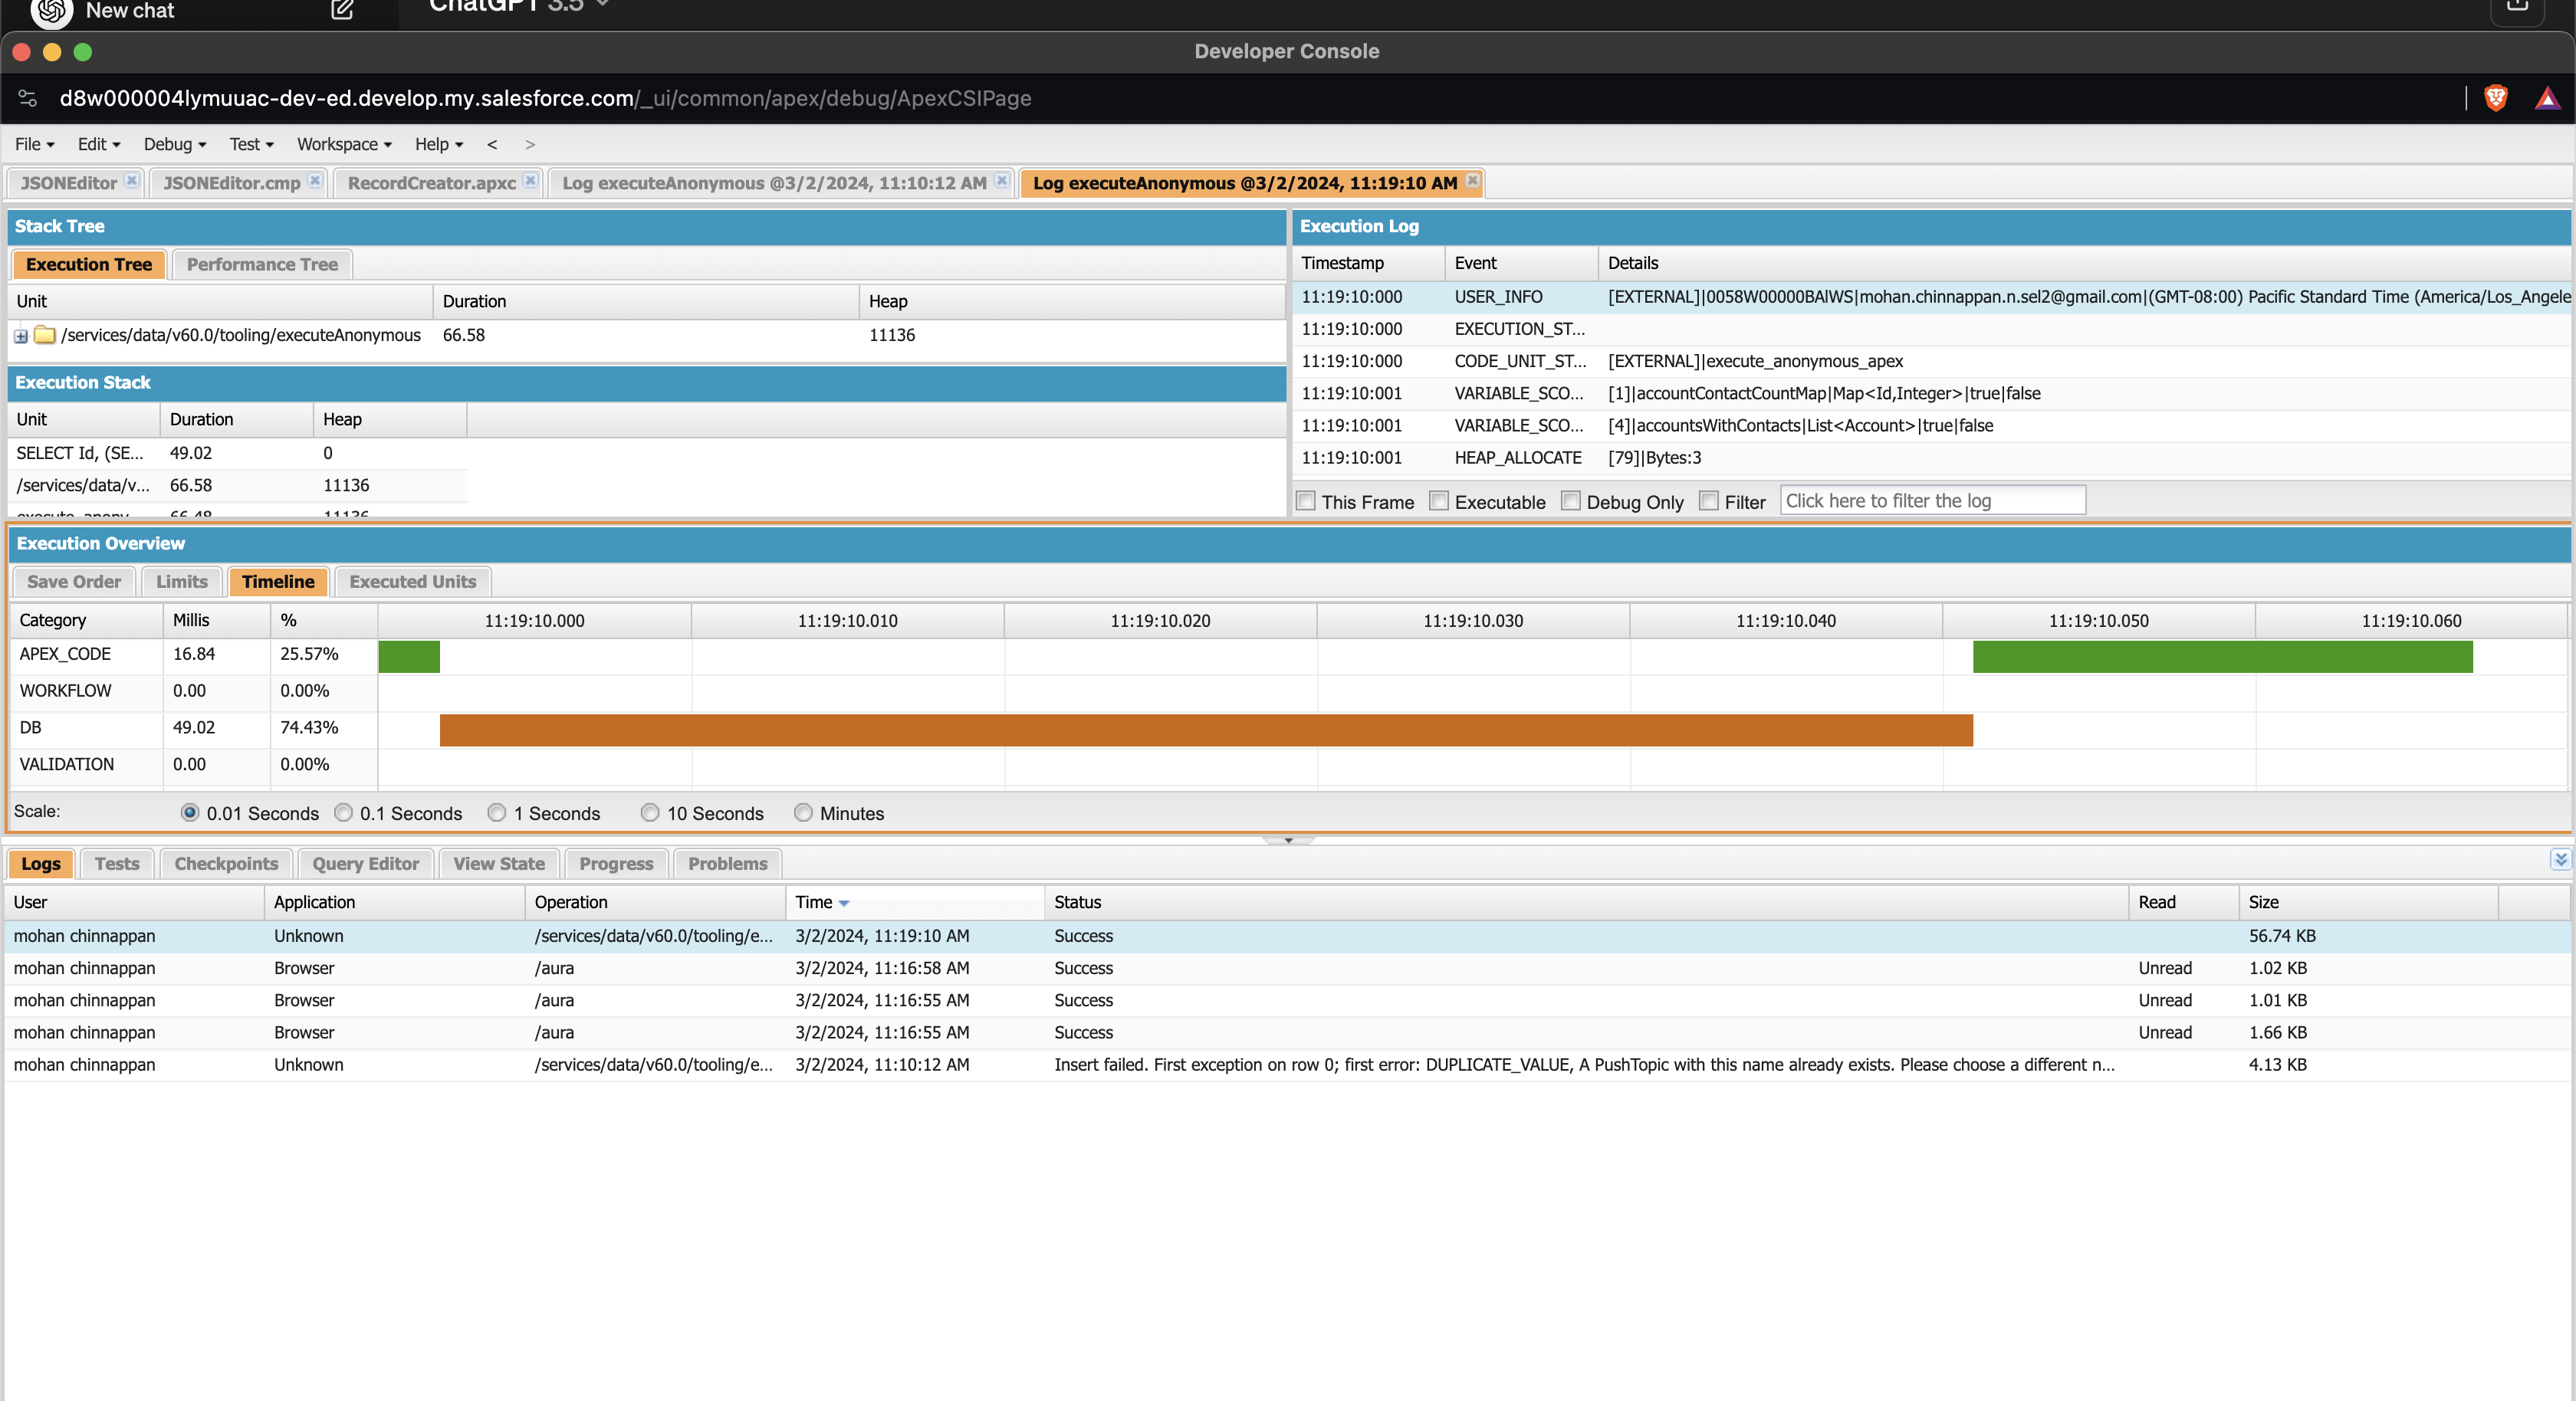 New chat
ChatGPT 3.5
Developer Console
d8w000004lymuuac-dev-ed.develop.my.salesforce.com/_ui/common/apex/debug/ApexCSIPage
File Edit Debug Test Workspace Help < >
JSONEditor JSONEditor.cmp RecordCreator.apxc Log executeAnonymous @3/2/2024, 11:10:12 AM Log executeAnonymous @3/2/2024, 11:19:10 AM
Stack Tree
Execution Tree Performance Tree
Unit Duration Heap
/services/data/v60.0/tooling/executeAnonymous 66.58 11136
Execution Stack
Unit Duration Heap
SELECT Id, (SE... 49.02 0
/services/data/v... 66.58 11136
execute_anony... 66.48 11136
Execution Log
Timestamp Event Details
11:19:10:000 USER_INFO [EXTERNAL]|0058W00000BAlWS|mohan.chinnappan.n.sel2@gmail.com|(GMT-08:00) Pacific Standard Time (America/Los_Angele
11:19:10:000 EXECUTION_ST...
11:19:10:000 CODE_UNIT_ST... [EXTERNAL]|execute_anonymous_apex
11:19:10:001 VARIABLE_SCO... [1]|accountContactCountMap|Map<Id,Integer>|true|false
11:19:10:001 VARIABLE_SCO... [4]|accountsWithContacts|List<Account>|true|false
11:19:10:001 HEAP_ALLOCATE [79]|Bytes:3
This Frame Executable Debug Only Filter Click here to filter the log
Execution Overview
Save Order Limits Timeline Executed Units
Category Millis % 11:19:10.000 11:19:10.010 11:19:10.020 11:19:10.030 11:19:10.040 11:19:10.050 11:19:10.060
APEX_CODE 16.84 25.57%
WORKFLOW 0.00 0.00%
DB 49.02 74.43%
VALIDATION 0.00 0.00%
Scale: 0.01 Seconds 0.1 Seconds 1 Seconds 10 Seconds Minutes
Logs Tests Checkpoints Query Editor View State Progress Problems
User Application Operation Time Status Read Size
mohan chinnappan Unknown /services/data/v60.0/tooling/e... 3/2/2024, 11:19:10 AM Success 56.74 KB
mohan chinnappan Browser /aura 3/2/2024, 11:16:58 AM Success Unread 1.02 KB
mohan chinnappan Browser /aura 3/2/2024, 11:16:55 AM Success Unread 1.01 KB
mohan chinnappan Browser /aura 3/2/2024, 11:16:55 AM Success Unread 1.66 KB
mohan chinnappan Unknown /services/data/v60.0/tooling/e... 3/2/2024, 11:10:12 AM Insert failed. First exception on row 0; first error: DUPLICATE_VALUE, A PushTopic with this name already exists. Please choose a different n... 4.13 KB